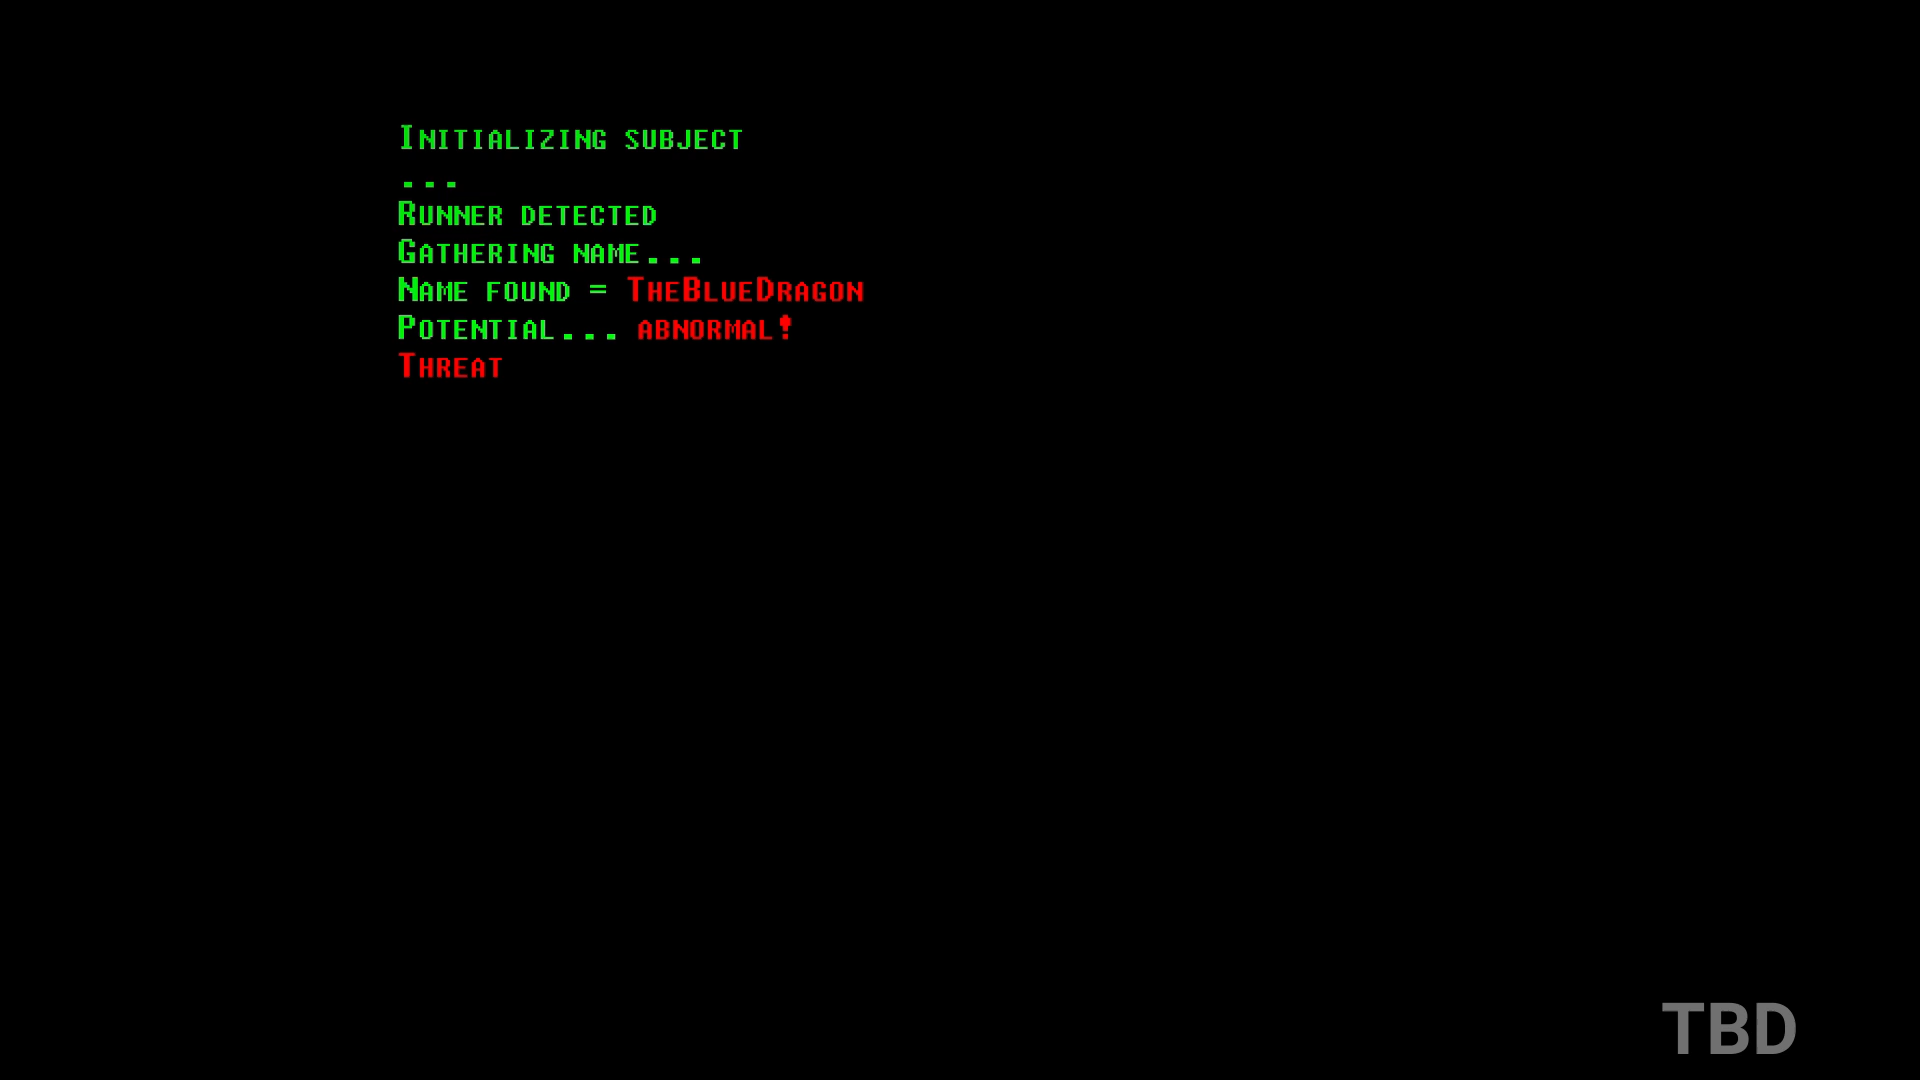 Initializing subject
...
Runner detected
Gathering name...
Name found = TheBlueDragon
Potential... abnormal!
Threat
TBD